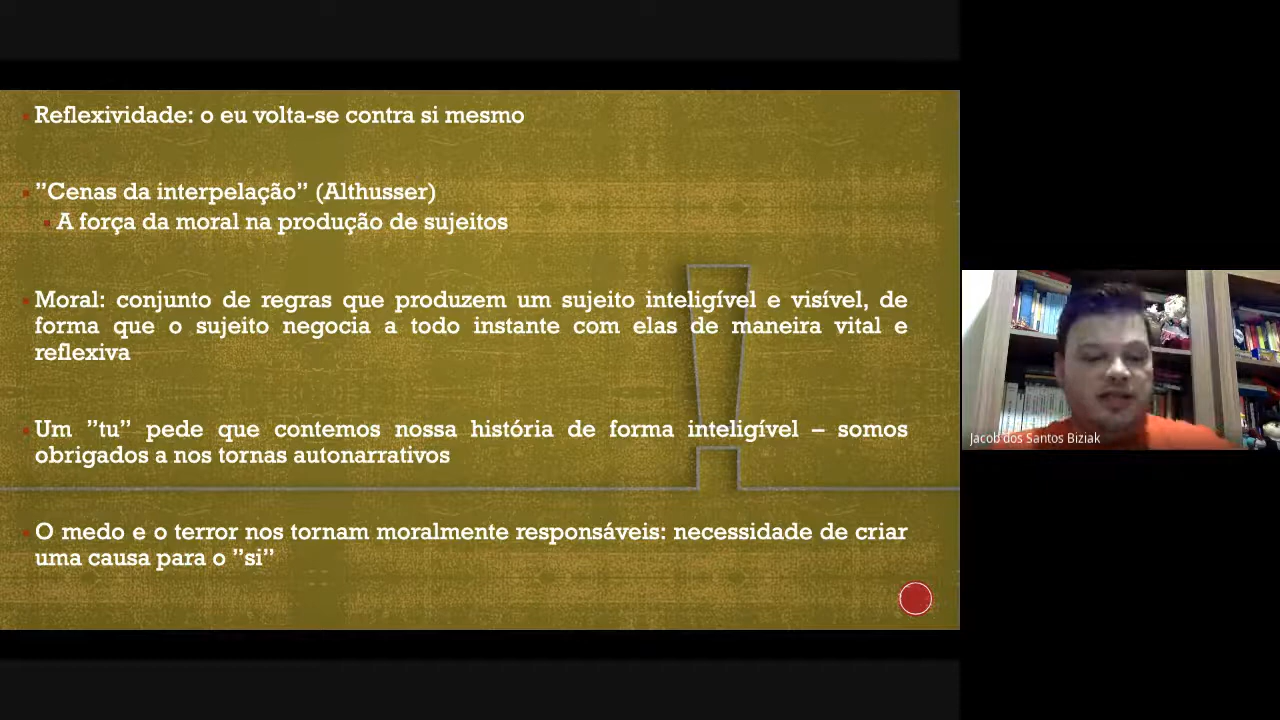 Reflexividade: o eu volta-se contra si mesmo
”Cenas da interpelação” (Althusser)
A força da moral na produção de sujeitos
Moral: conjunto de regras que produzem um sujeito inteligível e visível, de
forma que o sujeito negocia a todo instante com elas de maneira vital e
reflexiva
Um ”tu” pede que contemos nossa história de forma inteligível – somos
obrigados a nos tornas autonarrativos
O medo e o terror nos tornam moralmente responsáveis: necessidade de criar
uma causa para o ”si”
Jacob dos Santos Biziak